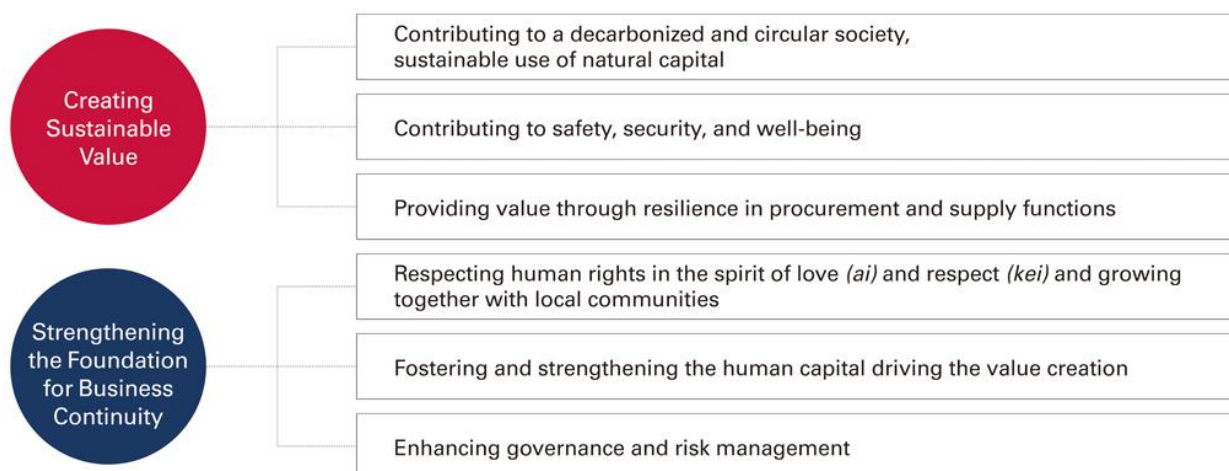 Creating
Sustainable
Value
Contributing to a decarbonized and circular society,
sustainable use of natural capital
Contributing to safety, security, and well-being
Providing value through resilience in procurement and supply functions
Strengthening
the Foundation
for Business
Continuity
Respecting human rights in the spirit of love (ai) and respect (kei) and growing
together with local communities
Fostering and strengthening the human capital driving the value creation
Enhancing governance and risk management